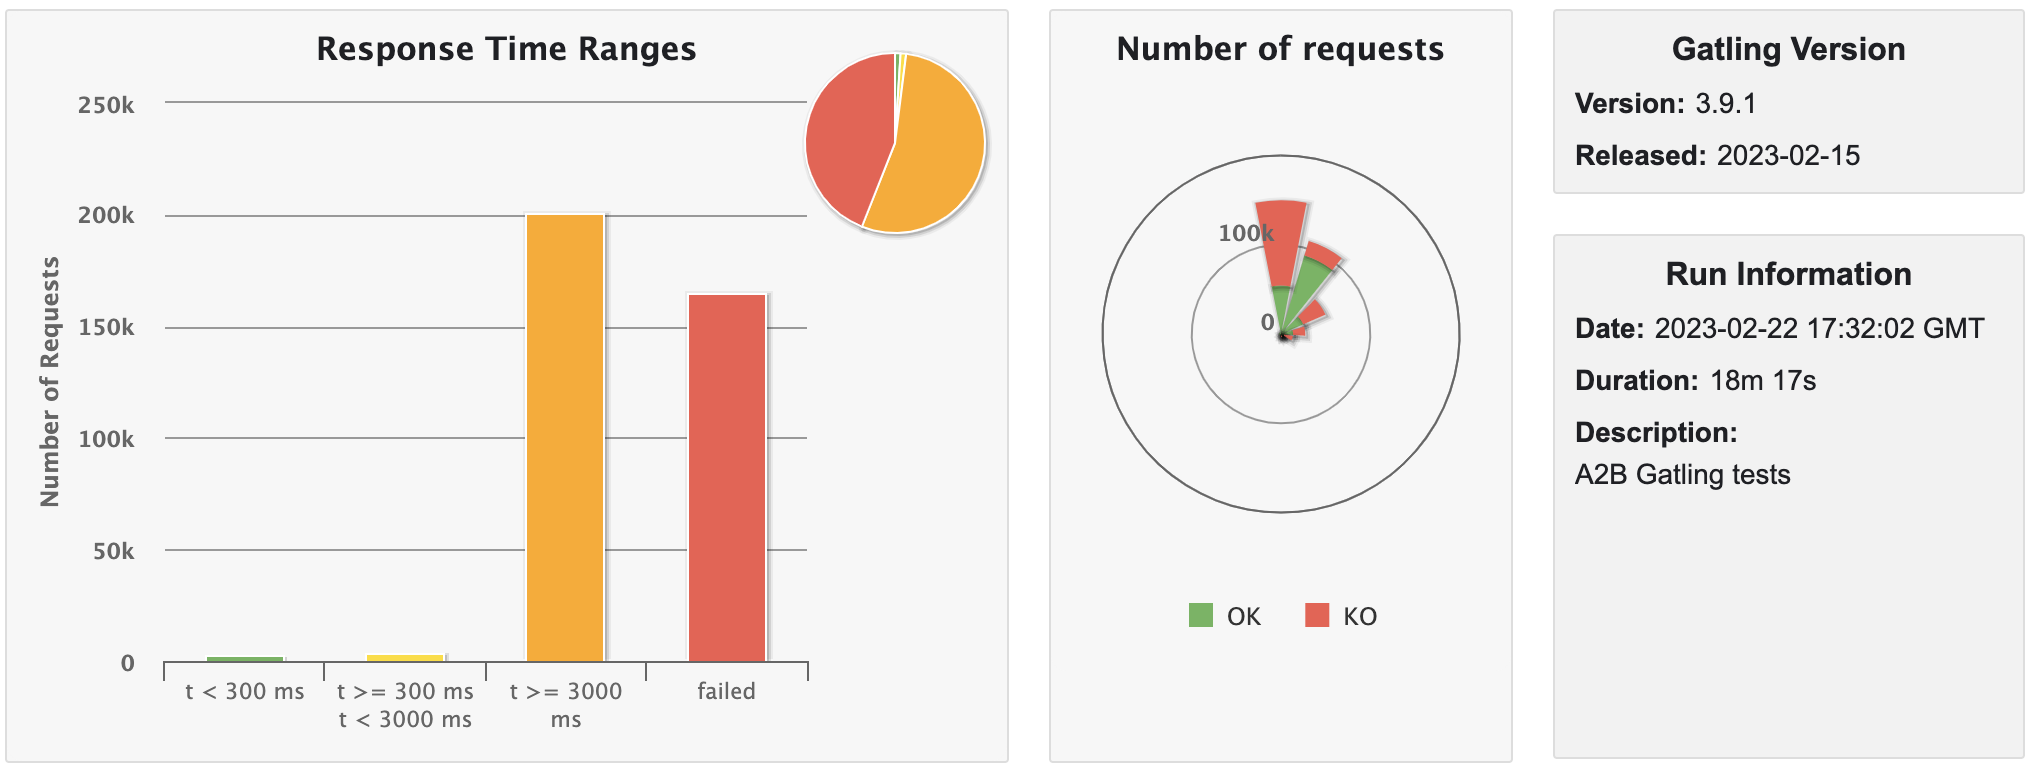 Response Time Ranges
Number of Requests
250k
200k
150k
100k
50k
0
t < 300 ms
t >= 300 ms
t < 3000 ms
t >= 3000
ms
failed
Number of requests
100k
0
OK
KO
Gatling Version
Version: 3.9.1
Released: 2023-02-15
Run Information
Date: 2023-02-22 17:32:02 GMT
Duration: 18m 17s
Description:
A2B Gatling tests